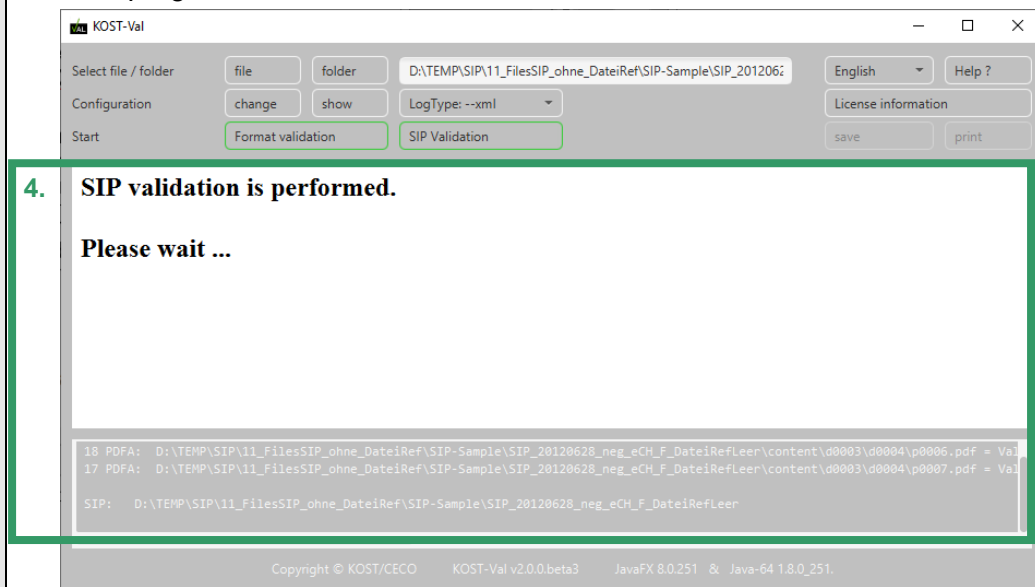 KOST-Val
Select file / folder file folder D:\TEMP\SIP\11_FilesSIP_ohne_DateiRef\SIP-Sample\SIP_201206 English Help ?
Configuration change show LogType: --xml License information
Start Format validation SIP Validation save print
4. SIP validation is performed.
Please wait ...
18 PDFA: D:\TEMP\SIP\11_FilesSIP_ohne_DateiRef\SIP-Sample\SIP_20120628_neg_eCH_F_DateiRefLeer\content\d0003\d0004\p0006.pdf = Val
17 PDFA: D:\TEMP\SIP\11_FilesSIP_ohne_DateiRef\SIP-Sample\SIP_20120628_neg_eCH_F_DateiRefLeer\content\d0003\d0004\p0007.pdf = Val
SIP: D:\TEMP\SIP\11_FilesSIP_ohne_DateiRef\SIP-Sample\SIP_20120628_neg_eCH_F_DateiRefLeer
Copyright © KOST/CECO KOST-Val v2.0.0.beta3 JavaFX 8.0.251 & Java-64 1.8.0_251.